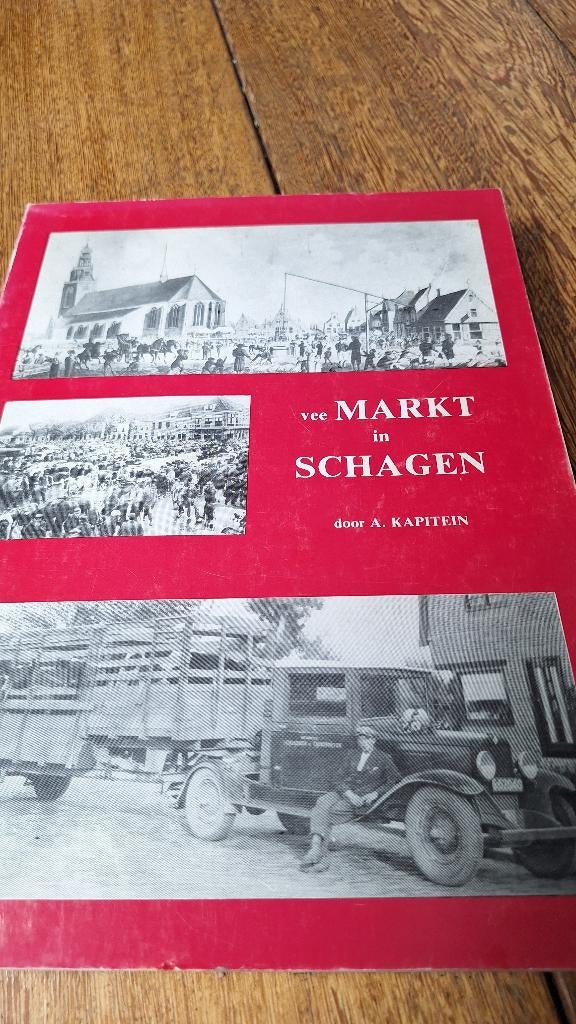 vee MARKT
in
SCHAGEN
door A. KAPITEIN